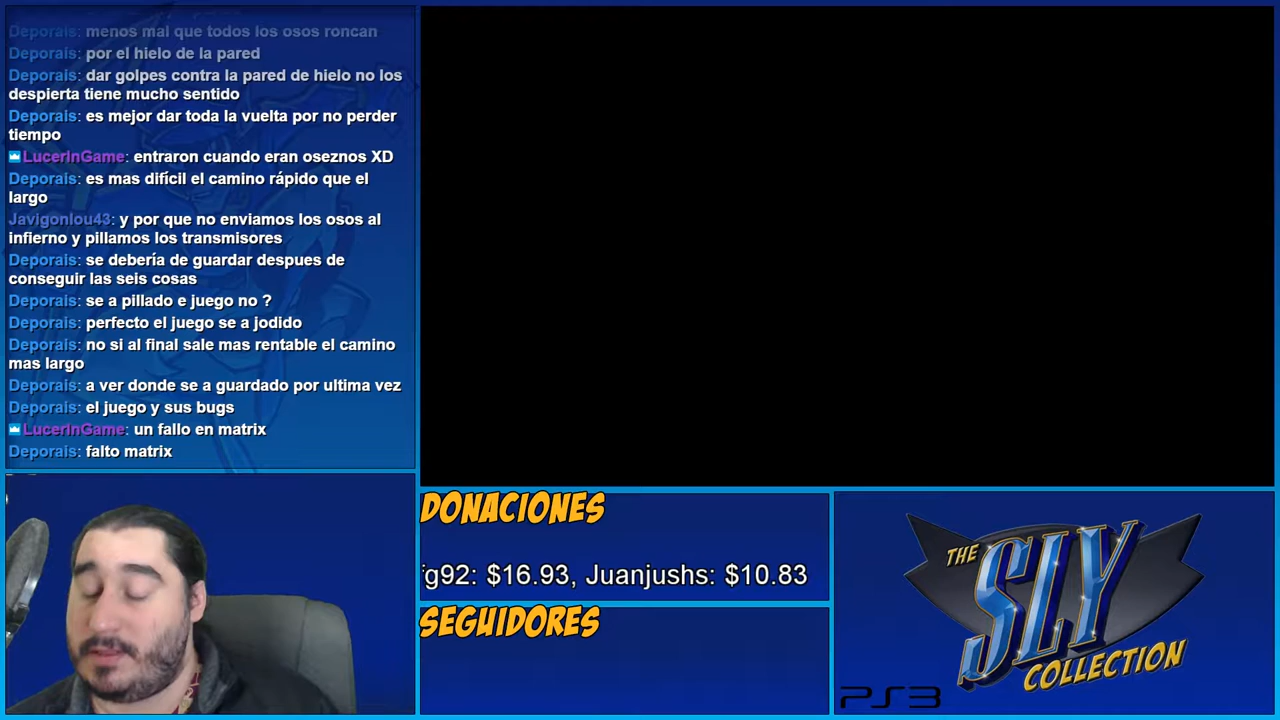 Deporais: menos mal que todos los osos roncan
Deporais: por el hielo de la pared
Deporais: dar golpes contra la pared de hielo no los
despierta tiene mucho sentido
Deporais: es mejor dar toda la vuelta por no perder
tiempo
LucerInGame: entraron cuando eran oseznos XD
Deporais: es mas difícil el camino rápido que el
largo
Javigonlou43: y por que no enviamos los osos al
infierno y pillamos los transmisores
Deporais: se debería de guardar despues de
conseguir las seis cosas
Deporais: se a pillado e juego no ?
Deporais: perfecto el juego se a jodido
Deporais: no si al final sale mas rentable el camino
mas largo
Deporais: a ver donde se a guardado por ultima vez
Deporais: el juego y sus bugs
LucerInGame: un fallo en matrix
Deporais: falto matrix
DONACIONES
fg92: $16.93, Juanjushs: $10.83
SEGUIDORES
THE
SLY
COLLECTION
PS3